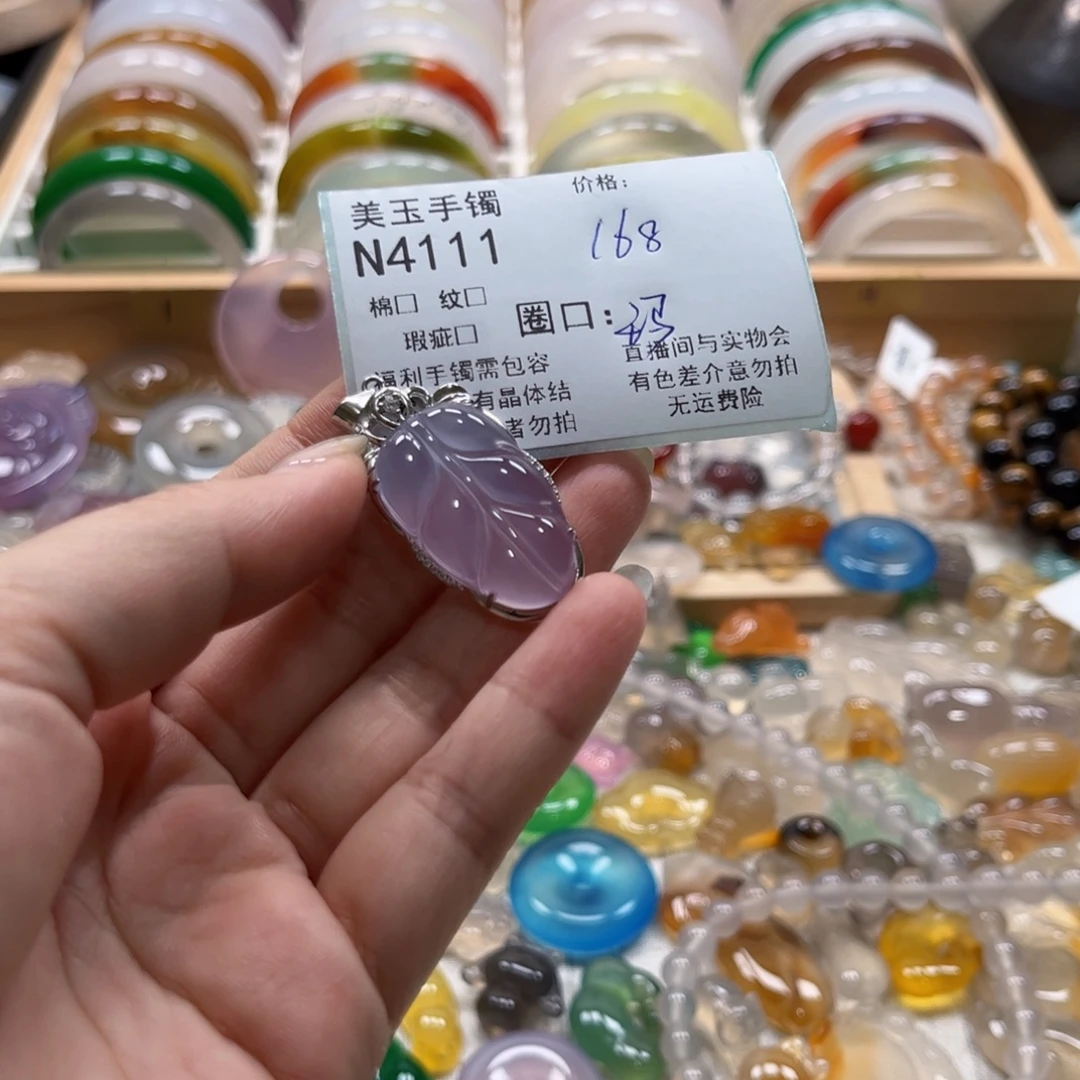 美玉手镯
价格：
N4111
168
棉□ 纹□
瑕疵□
圈口：玛
福利手镯需包容
有晶体结
者勿拍
直播间与实物会
有色差介意勿拍
无运费险